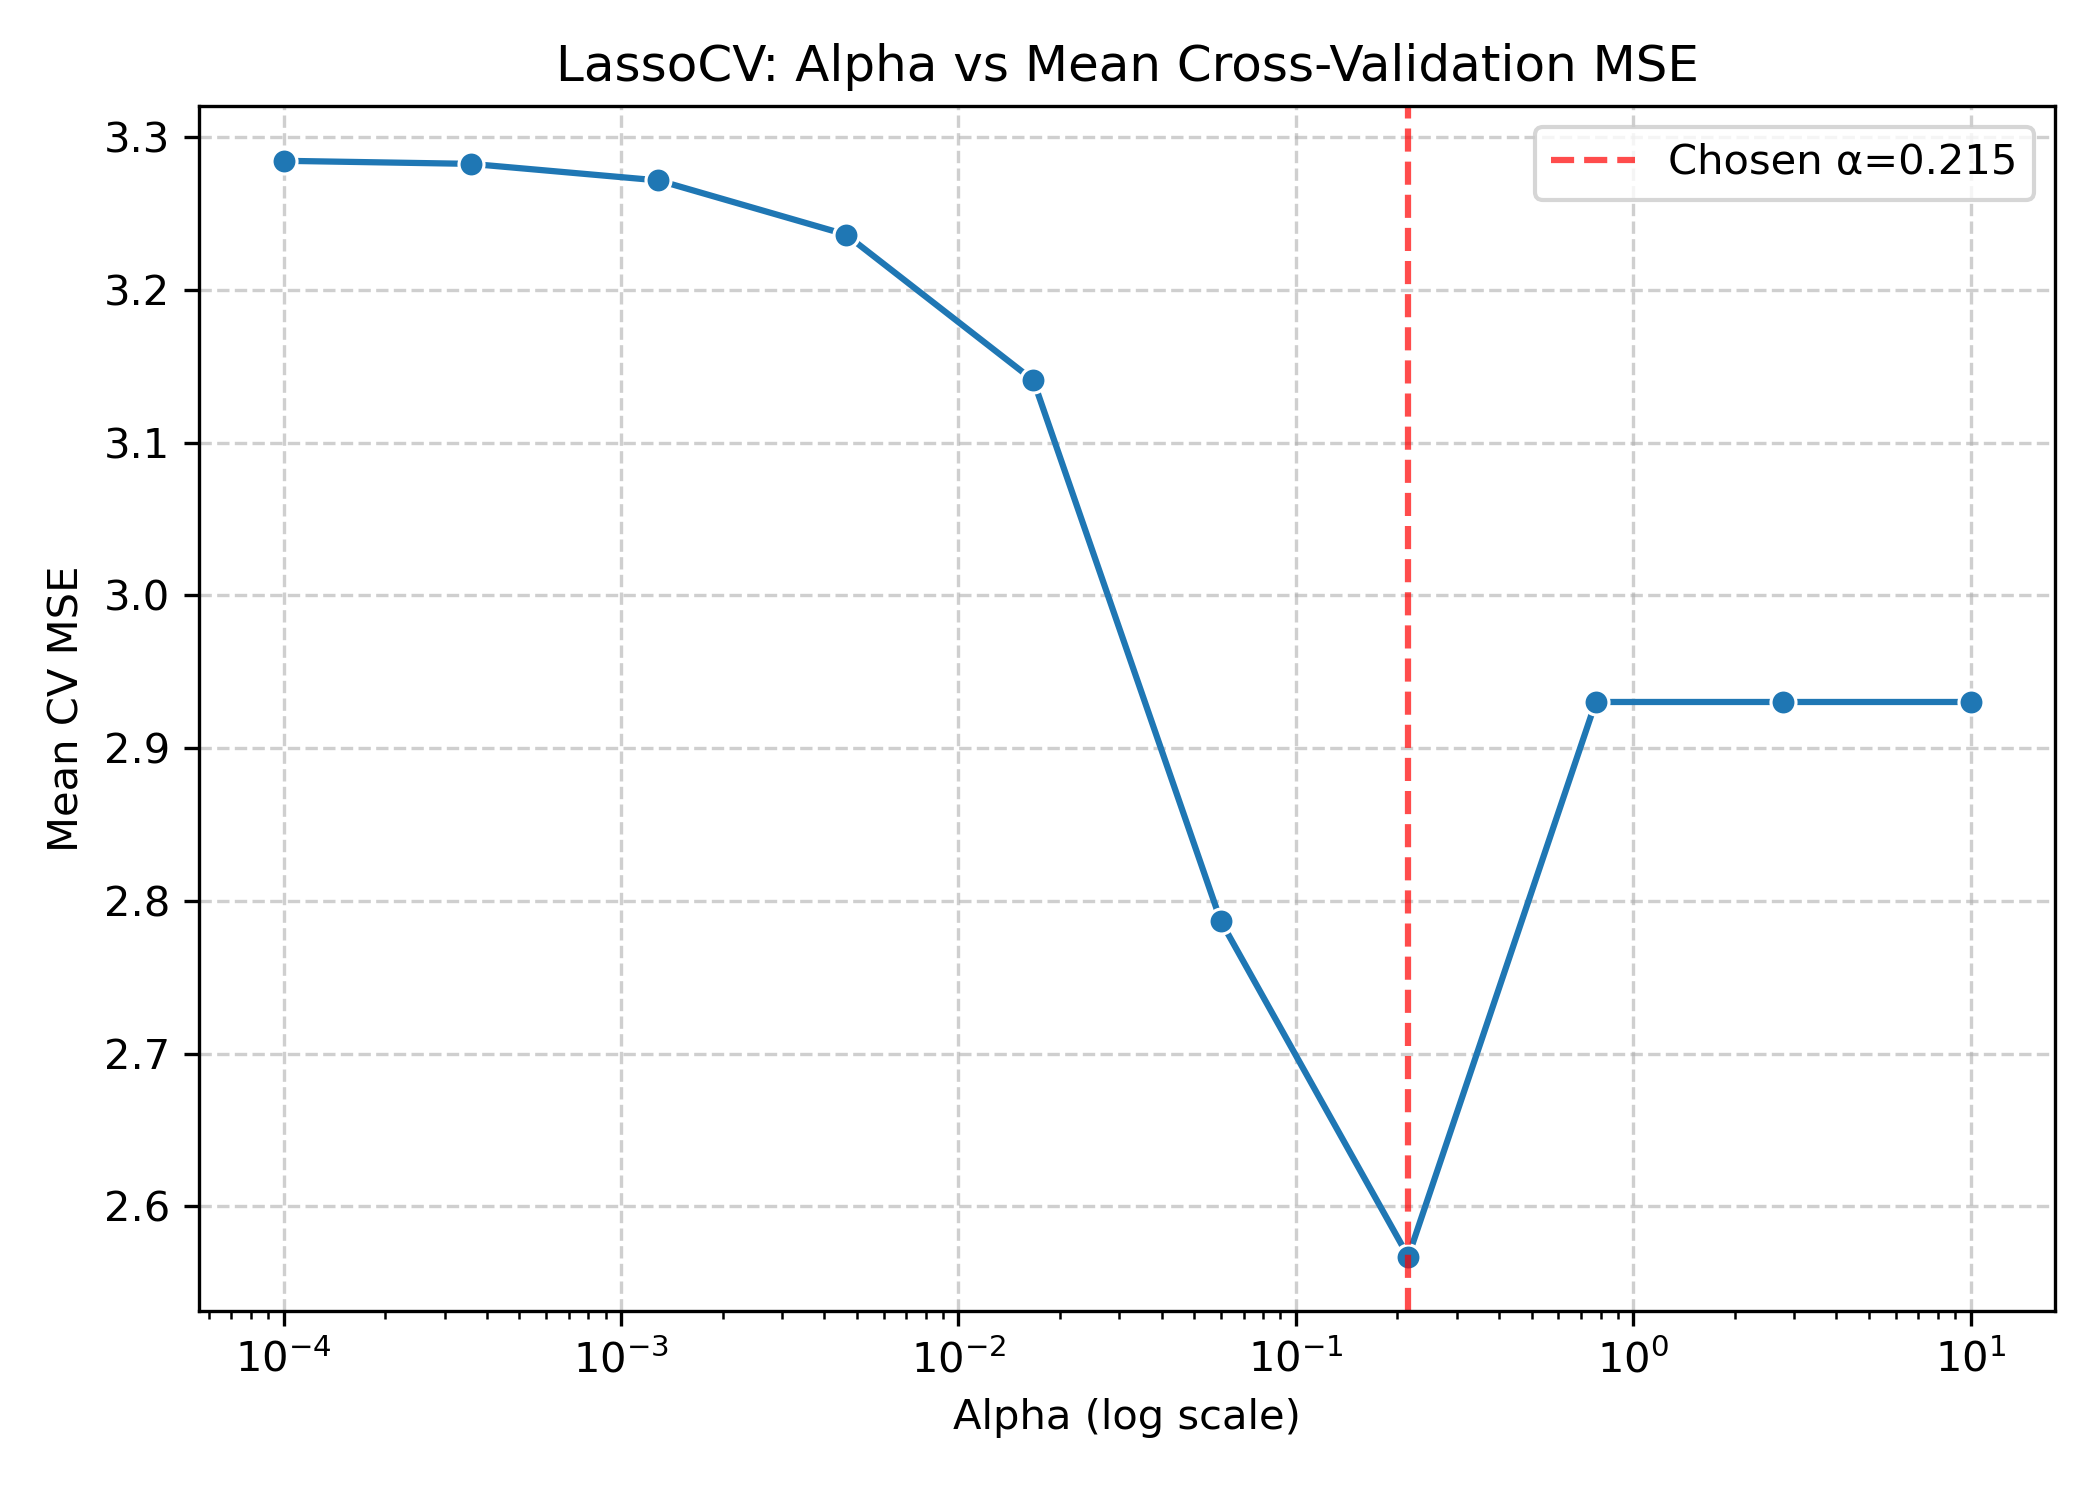 LassoCV: Alpha vs Mean Cross-Validation MSE
Chosen α=0.215
Mean CV MSE
3.3
3.2
3.1
3.0
2.9
2.8
2.7
2.6
10⁻⁴ 10⁻³ 10⁻² 10⁻¹ 10⁰ 10¹
Alpha (log scale)